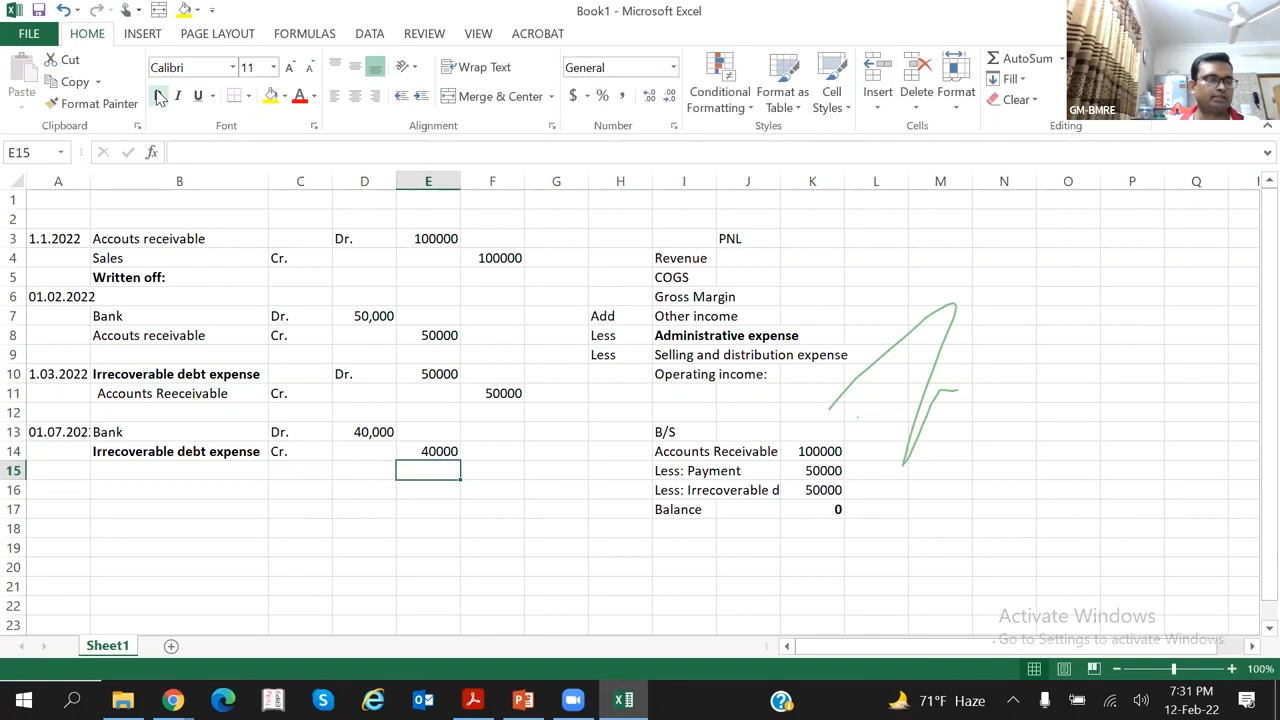 Book1 - Microsoft Excel
FILE HOME INSERT PAGE LAYOUT FORMULAS DATA REVIEW VIEW ACROBAT
Paste
Cut
Copy
Format Painter
Clipboard
Calibri 11
Font
Wrap Text
Merge & Center
Alignment
General
$ % ,
Number
Conditional Formatting
Format as Table
Cell Styles
Styles
Insert Delete Format
Cells
AutoSum
Fill
Clear
Editing
GM-BMRE
E15
fx
A B C D E F G H I J K L M N O P Q
1
2
3 1.1.2022 Accouts receivable Dr. 100000 PNL
4 Sales Cr. 100000 Revenue
5 Written off: COGS
6 01.02.2022 Gross Margin
7 Bank Dr. 50,000 Add Other income
8 Accouts receivable Cr. 50000 Less Administrative expense
9 Less Selling and distribution expense
10 1.03.2022 Irrecoverable debt expense Dr. 50000 Operating income:
11 Accounts Reeceivable Cr. 50000
12
13 01.07.202 Bank Dr. 40,000 B/S
14 Irrecoverable debt expense Cr. 40000 Accounts Receivable 100000
15 Less: Payment 50000
16 Less: Irrecoverable d 50000
17 Balance 0
18
19
20
21
22
23
Activate Windows
Go to Settings to activate Windows.
Sheet1
100%
71°F Haze
7:31 PM
12-Feb-22